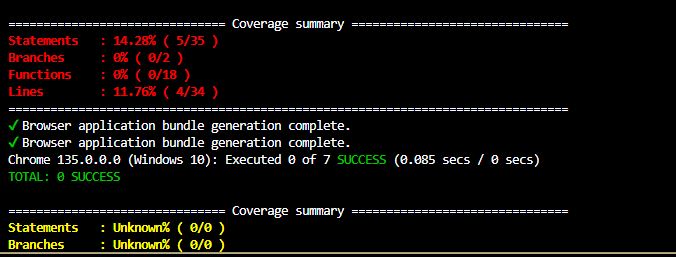 =============================== Coverage summary ===============================
Statements   : 14.28% ( 5/35 )
Branches     : 0% ( 0/2 )
Functions    : 0% ( 0/18 )
Lines        : 11.76% ( 4/34 )
================================================================================
✔ Browser application bundle generation complete.
✔ Browser application bundle generation complete.
Chrome 135.0.0.0 (Windows 10): Executed 0 of 7 SUCCESS (0.085 secs / 0 secs)
TOTAL: 0 SUCCESS
=============================== Coverage summary ===============================
Statements   : Unknown% ( 0/0 )
Branches     : Unknown% ( 0/0 )